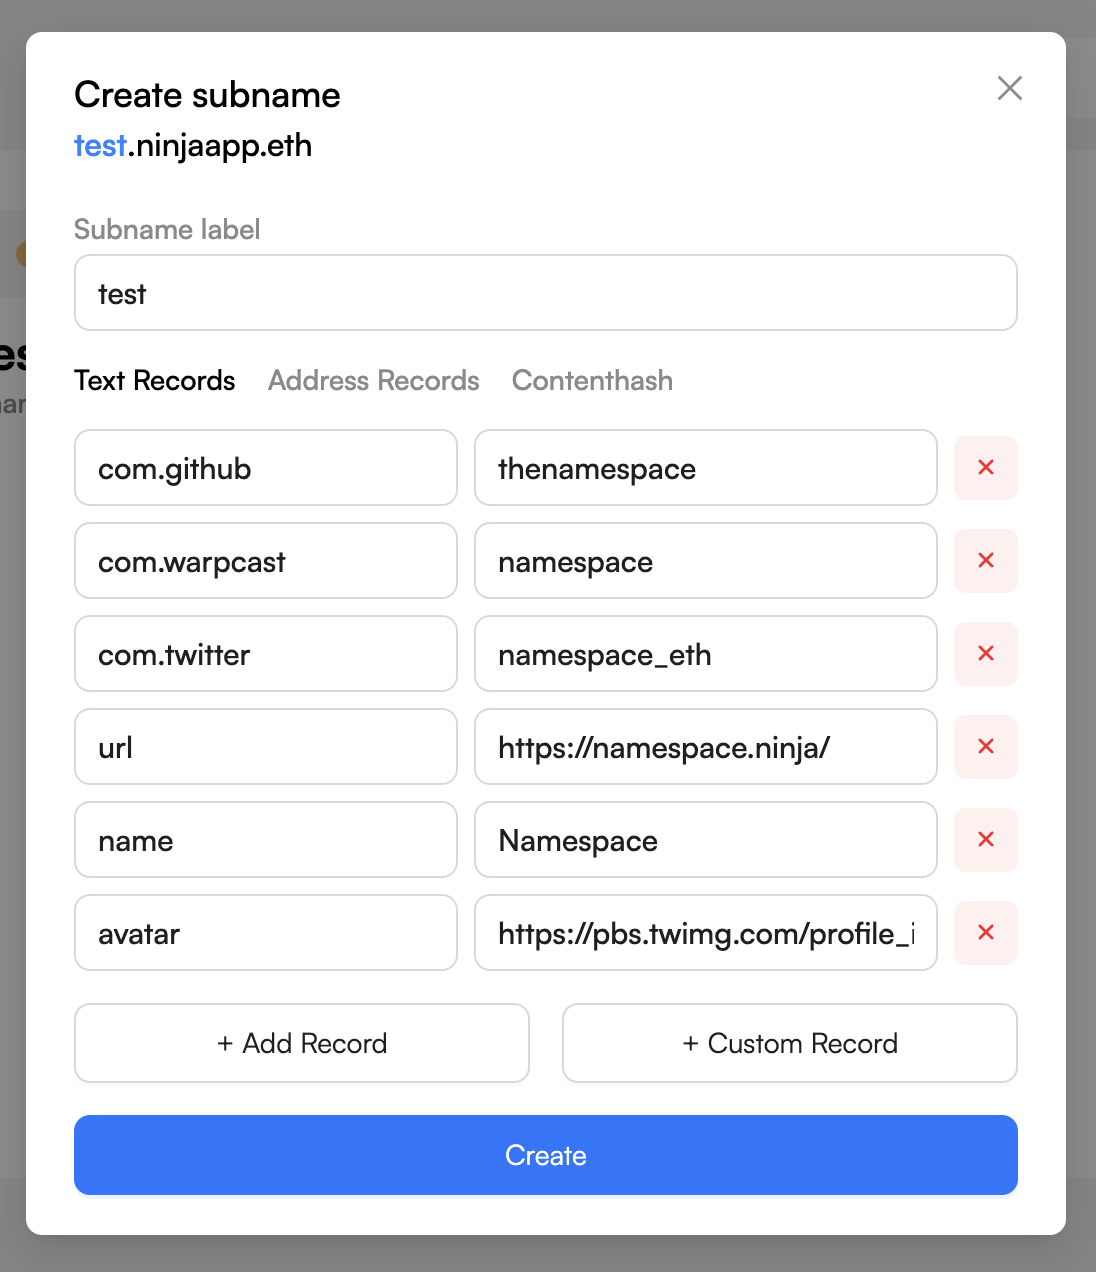 Create subname
test.ninjaapp.eth
Subname label
test
Text Records Address Records Contenthash
com.github thenamespace
com.warpcast namespace
com.twitter namespace_eth
url https://namespace.ninja/
name Namespace
avatar https://pbs.twimg.com/profile_i
+ Add Record + Custom Record
Create